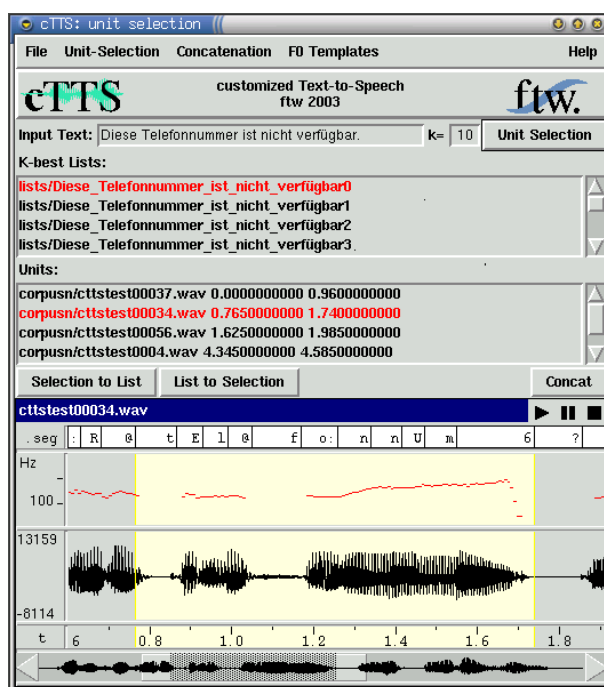 cTTS: unit selection
File Unit-Selection Concatenation F0 Templates Help
cTTS customized Text-to-Speech ftw 2003 ftw.
Input Text: Diese Telefonnummer ist nicht verfügbar. k= 10 Unit Selection
K-best Lists:
lists/Diese_Telefonnummer_ist_nicht_verfügbar0
lists/Diese_Telefonnummer_ist_nicht_verfügbar1
lists/Diese_Telefonnummer_ist_nicht_verfügbar2
lists/Diese_Telefonnummer_ist_nicht_verfügbar3
Units:
corpusn/cttstest00037.wav 0.0000000000 0.9600000000
corpusn/cttstest00034.wav 0.7650000000 1.7400000000
corpusn/cttstest00056.wav 1.6250000000 1.9850000000
corpusn/cttstest0004.wav 4.3450000000 4.5850000000
Selection to List List to Selection Concat
cttstest00034.wav
.seg : R @ t E l @ f o: n n U m 6 ?
Hz
100
13159
-8114
t 6 0.8 1.0 1.2 1.4 1.6 1.8